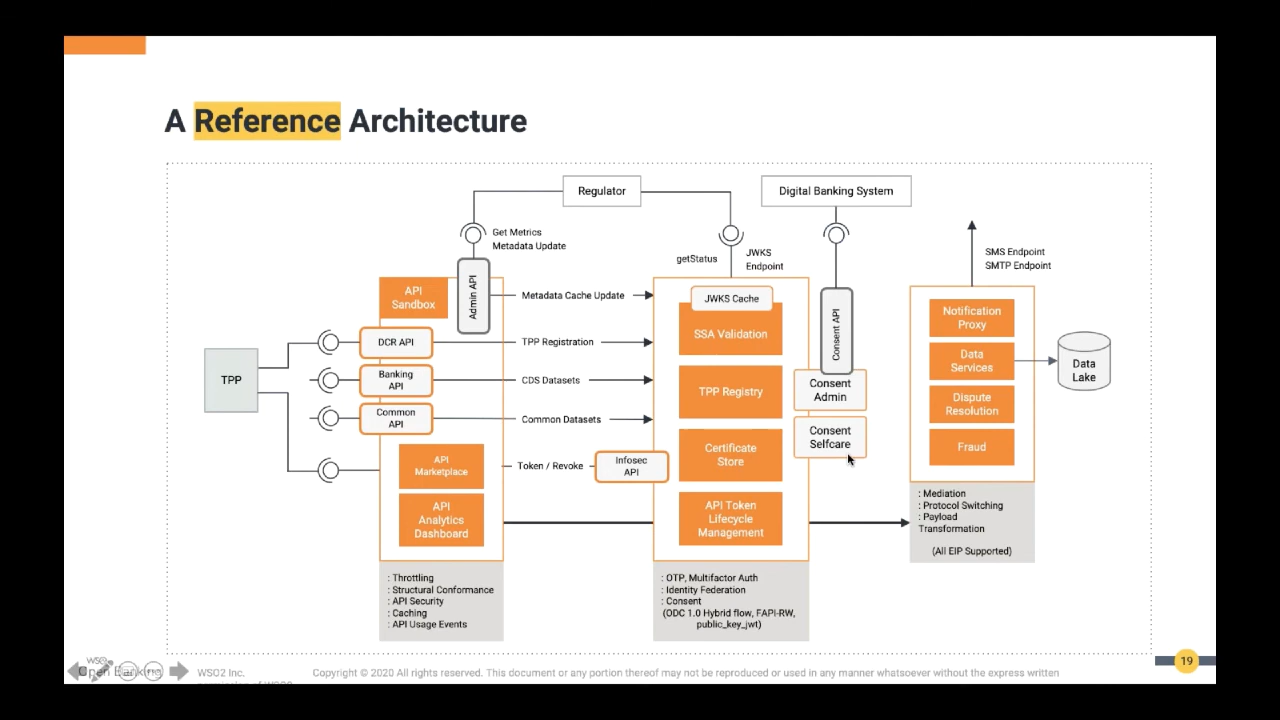 A Reference Architecture
Regulator
Digital Banking System
Get Metrics
Metadata Update
getStatus
JWKS
Endpoint
SMS Endpoint
SMTP Endpoint
API
Sandbox
Admin API
Metadata Cache Update
JWKS Cache
SSA Validation
Consent API
Notification
Proxy
TPP
DCR API
TPP Registration
Banking
API
CDS Datasets
TPP Registry
Consent
Admin
Data
Services
Data
Lake
Common
API
Common Datasets
Consent
Selfcare
Dispute
Resolution
API
Marketplace
Token / Revoke
Infosec
API
Certificate
Store
Fraud
API
Analytics
Dashboard
API Token
Lifecycle
Management
: Mediation
: Protocol Switching
: Payload
Transformation
(All EIP Supported)
: Throttling
: Structural Conformance
: API Security
: Caching
: API Usage Events
: OTP, Multifactor Auth
: Identity Federation
: Consent
(ODC 1.0 Hybrid flow, FAPI-RW,
public_key_jwt)
WSO2
Open Banking
WSO2 Inc.
Copyright © 2020 All rights reserved. This document or any portion thereof may not be reproduced or used in any manner whatsoever without the express written
permission of WSO2
19